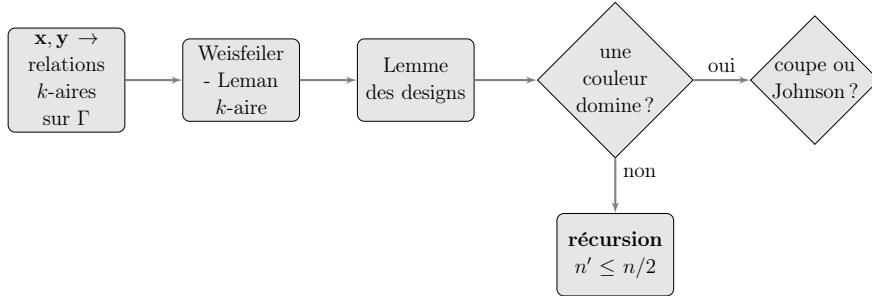 x, y →
relations
k-aires
sur Γ
Weisfeiler
- Leman
k-aire
Lemme
des designs
une
couleur
domine ?
oui
coupe ou
Johnson ?
non
récursion
n′ ≤ n/2